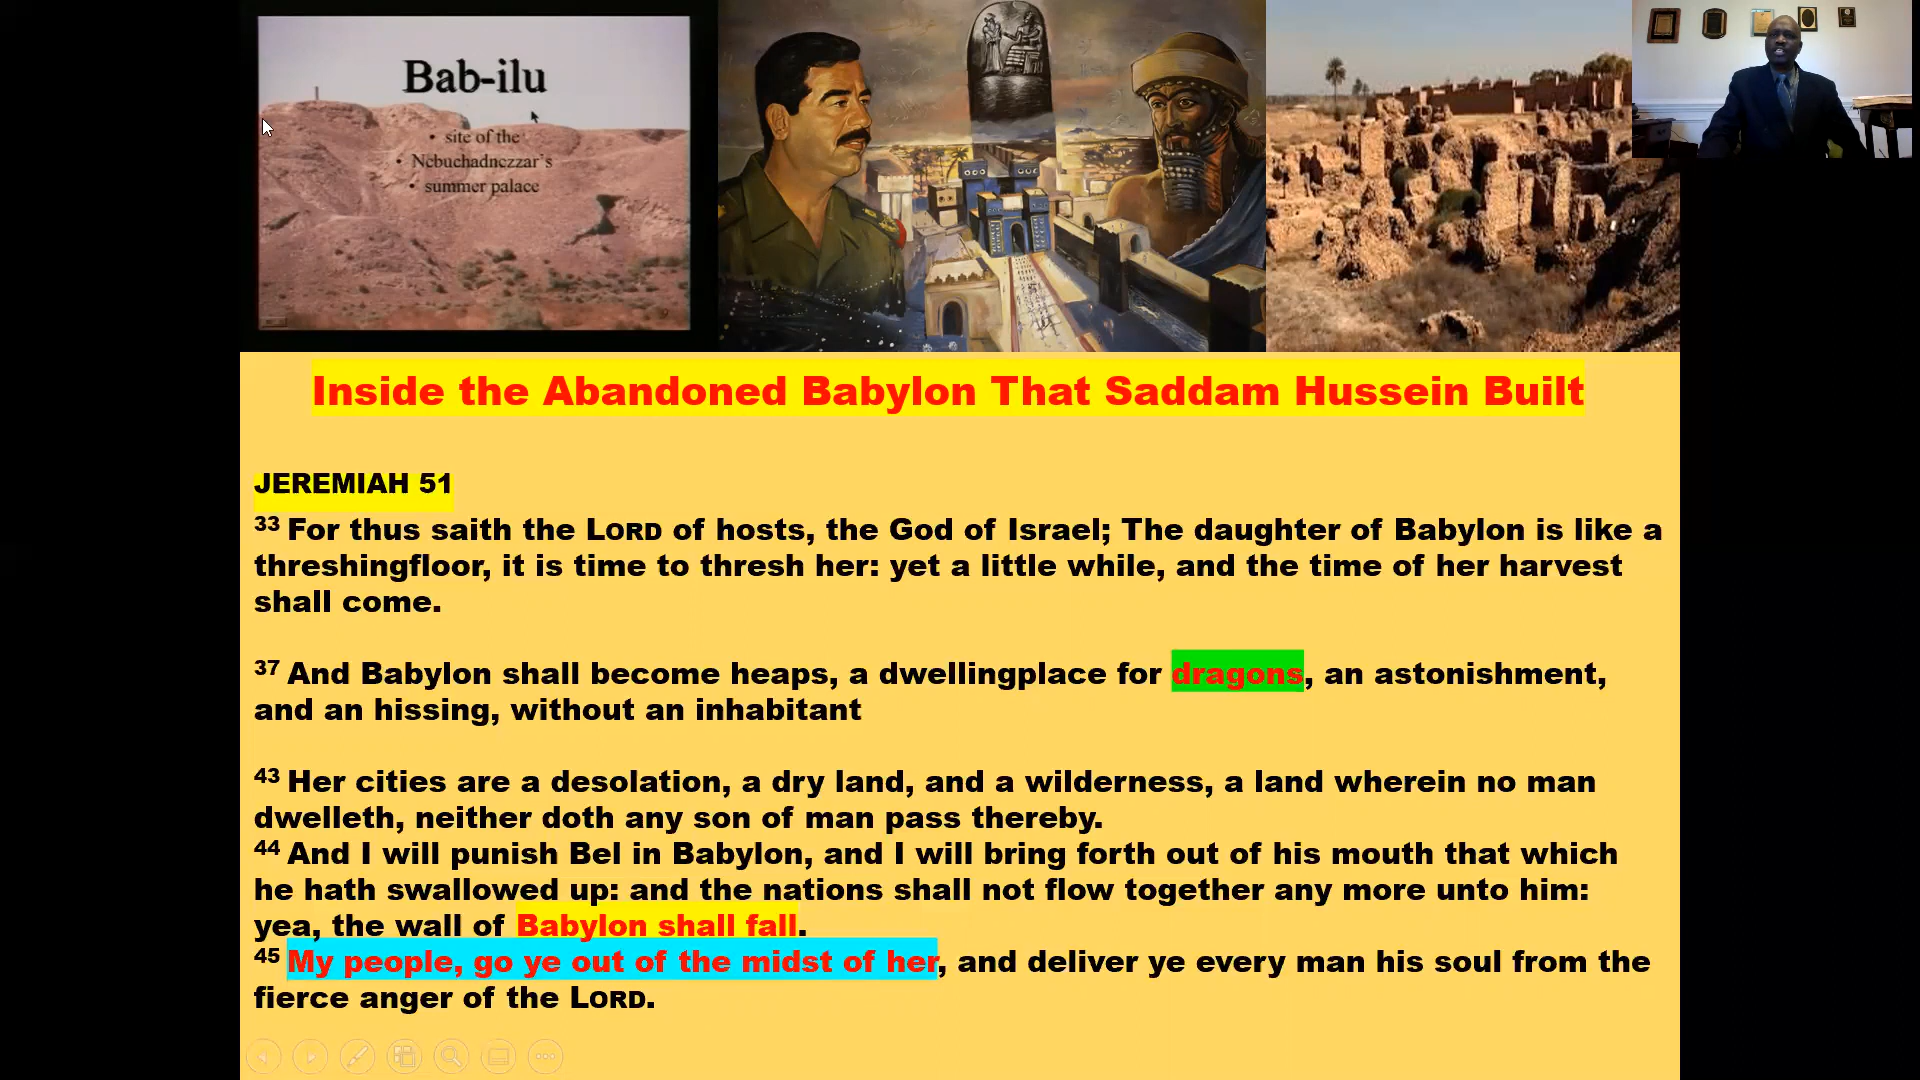 Bab-ilu
• site of the
• Nebuchadnezzar's
• summer palace
Inside the Abandoned Babylon That Saddam Hussein Built
JEREMIAH 51
33 For thus saith the LORD of hosts, the God of Israel; The daughter of Babylon is like a
threshingfloor, it is time to thresh her: yet a little while, and the time of her harvest
shall come.
37 And Babylon shall become heaps, a dwellingplace for dragons, an astonishment,
and an hissing, without an inhabitant
43 Her cities are a desolation, a dry land, and a wilderness, a land wherein no man
dwelleth, neither doth any son of man pass thereby.
44 And I will punish Bel in Babylon, and I will bring forth out of his mouth that which
he hath swallowed up: and the nations shall not flow together any more unto him:
yea, the wall of Babylon shall fall.
45 My people, go ye out of the midst of her, and deliver ye every man his soul from the
fierce anger of the LORD.